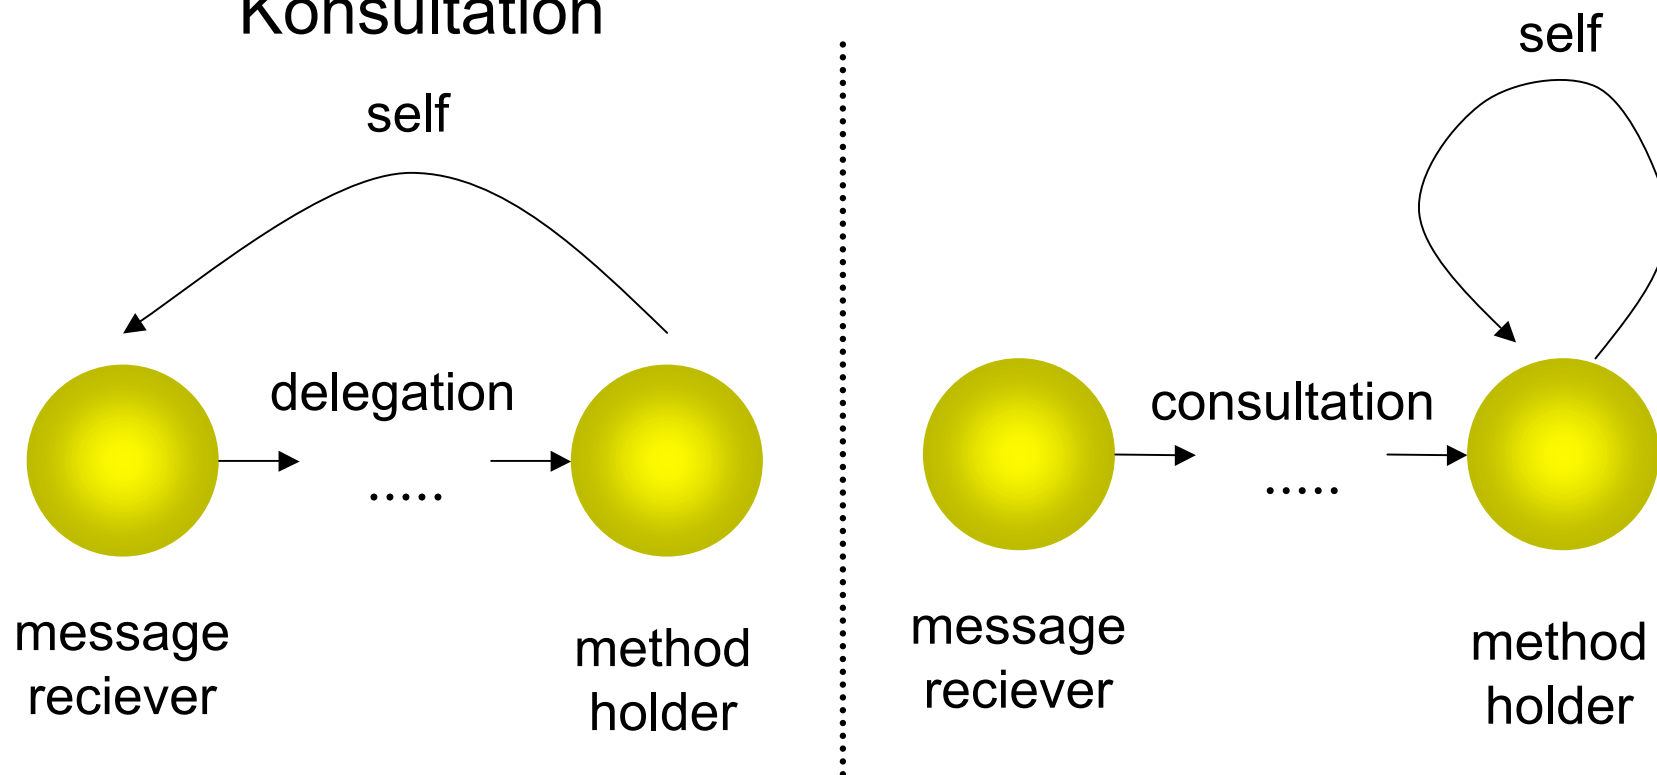 Konsultation
self
delegation
.....
message
reciever
method
holder
self
consultation
.....
message
reciever
method
holder